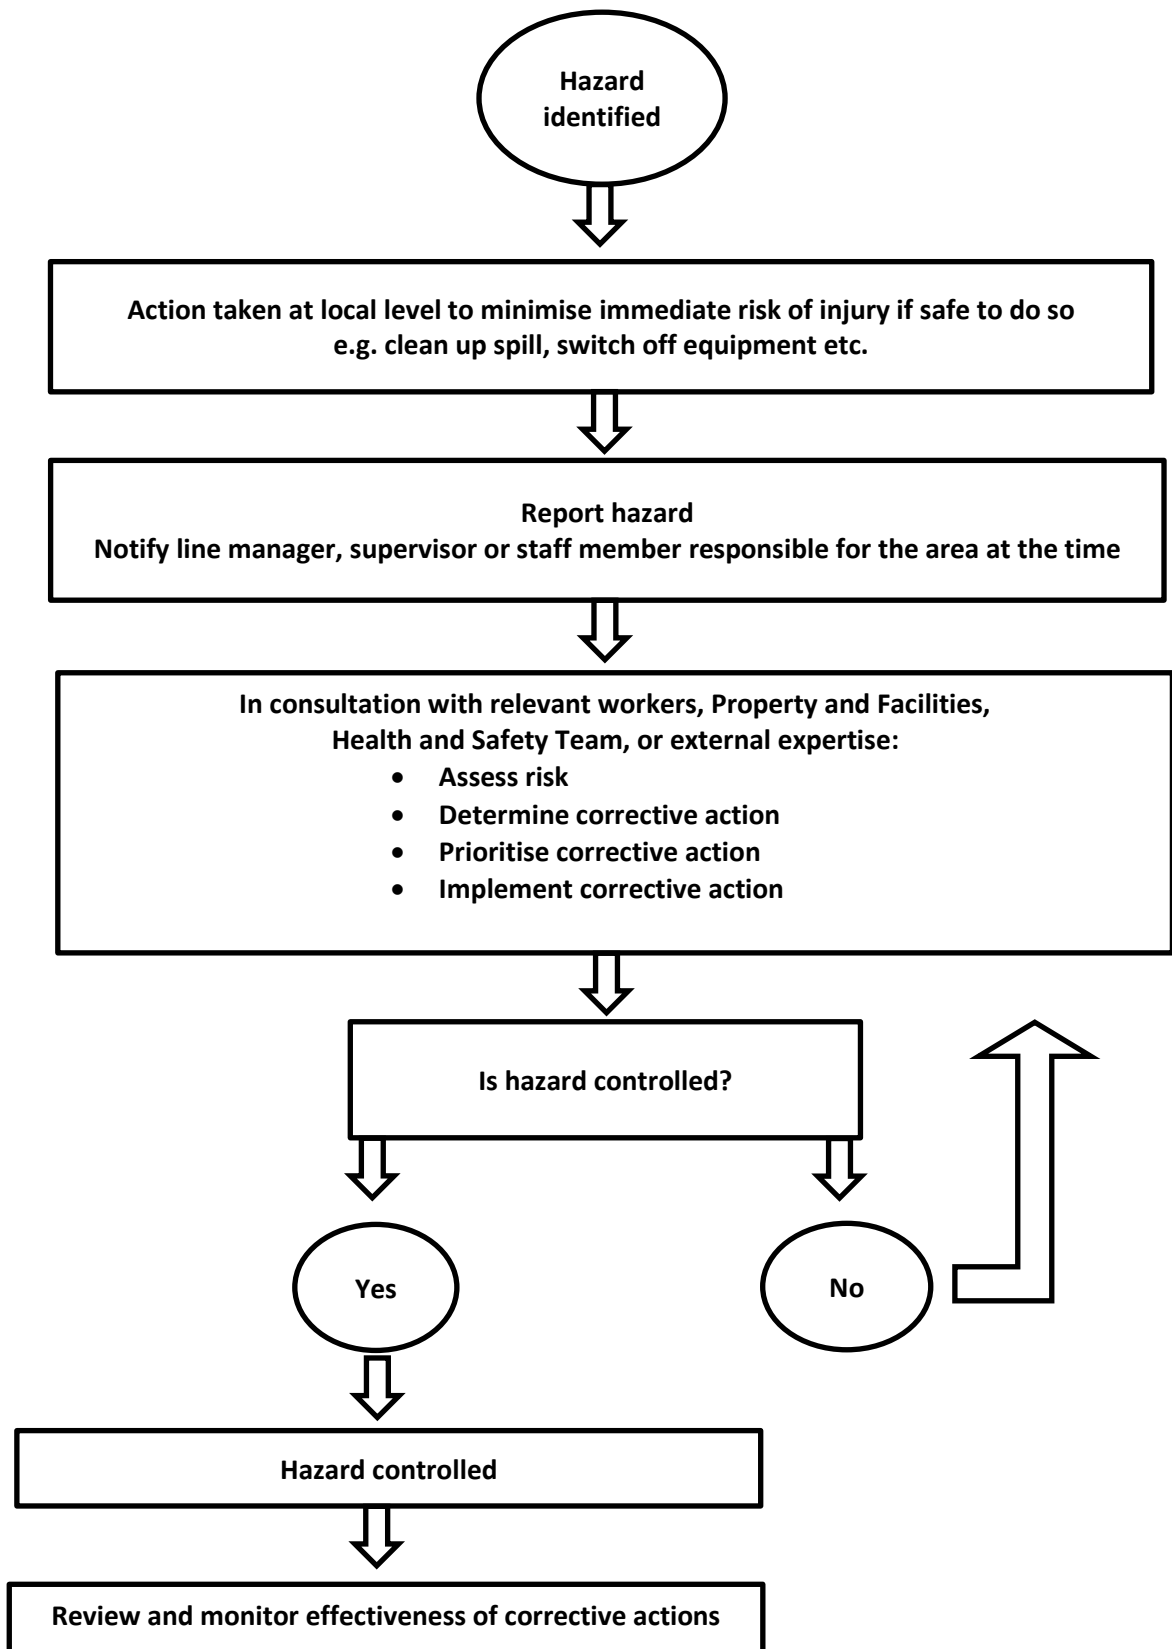 Hazard
identified
Action taken at local level to minimise immediate risk of injury if safe to do so
e.g. clean up spill, switch off equipment etc.
Report hazard
Notify line manager, supervisor or staff member responsible for the area at the time
In consultation with relevant workers, Property and Facilities,
Health and Safety Team, or external expertise:
• Assess risk
• Determine corrective action
• Prioritise corrective action
• Implement corrective action
Is hazard controlled?
Yes
No
Hazard controlled
Review and monitor effectiveness of corrective actions